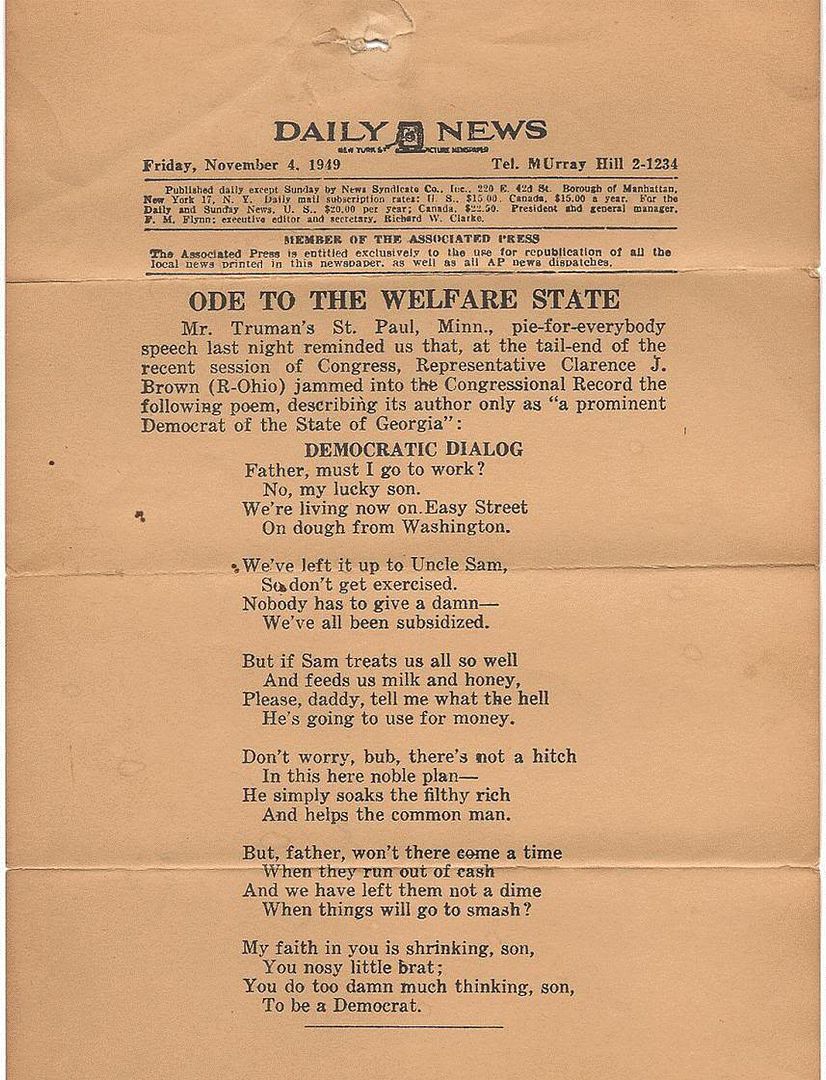 DAILY NEWS
NEW YORK'S PICTURE NEWSPAPER
Friday, November 4, 1949 Tel. MUrray Hill 2-1234
Published daily except Sunday by News Syndicate Co., Inc., 220 E. 42d St. Borough of Manhattan,
New York 17, N. Y. Daily mail subscription rates: U. S., $15.00. Canada, $15.00 a year. For the
Daily and Sunday News, U. S., $20.00 per year; Canada, $22.50. President and general manager,
F. M. Flynn; executive editor and secretary, Richard W. Clarke.
MEMBER OF THE ASSOCIATED PRESS
The Associated Press is entitled exclusively to the use for republication of all the
local news printed in this newspaper, as well as all AP news dispatches.
ODE TO THE WELFARE STATE
Mr. Truman's St. Paul, Minn., pie-for-everybody
speech last night reminded us that, at the tail-end of the
recent session of Congress, Representative Clarence J.
Brown (R-Ohio) jammed into the Congressional Record the
following poem, describing its author only as "a prominent
Democrat of the State of Georgia":
DEMOCRATIC DIALOG
Father, must I go to work?
No, my lucky son.
We're living now on Easy Street
On dough from Washington.
We've left it up to Uncle Sam,
So don't get exercised.
Nobody has to give a damn—
We've all been subsidized.
But if Sam treats us all so well
And feeds us milk and honey,
Please, daddy, tell me what the hell
He's going to use for money.
Don't worry, bub, there's not a hitch
In this here noble plan—
He simply soaks the filthy rich
And helps the common man.
But, father, won't there come a time
When they run out of cash
And we have left them not a dime
When things will go to smash?
My faith in you is shrinking, son,
You nosy little brat;
You do too damn much thinking, son,
To be a Democrat.